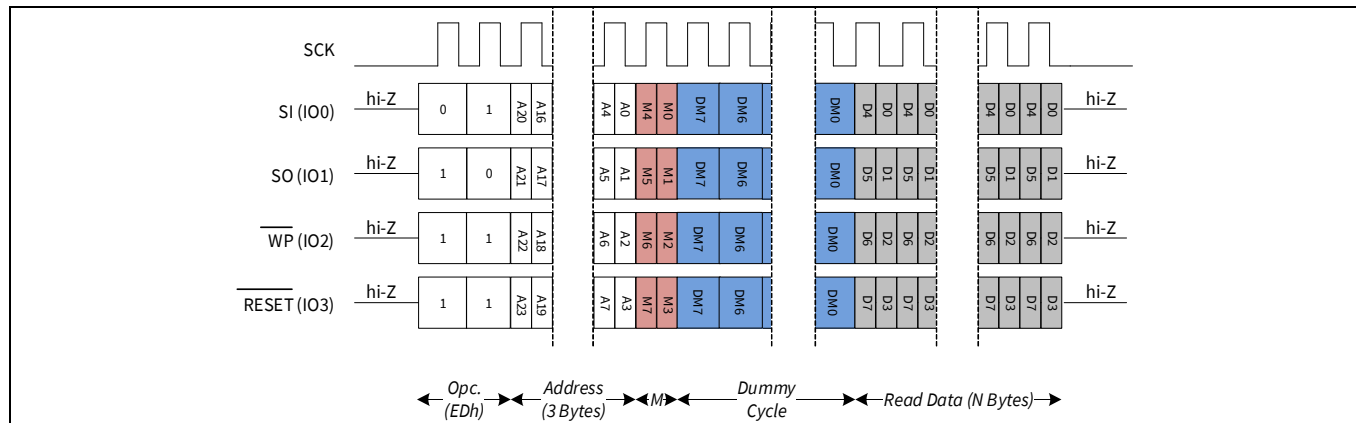 SCK
SI (IO0) hi-Z 0 1 A20 A16 A4 A0 M4 M0 DM7 DM6 DM0 D4 D0 D4 D0 D4 D0 D4 D0 hi-Z
SO (IO1) hi-Z 1 0 A21 A17 A5 A1 M5 M1 DM7 DM6 DM0 D5 D1 D5 D1 D5 D1 D5 D1 hi-Z
WP (IO2) hi-Z 1 1 A22 A18 A6 A2 M6 M2 DM7 DM6 DM0 D6 D2 D6 D2 D6 D2 D6 D2 hi-Z
RESET (IO3) hi-Z 1 1 A23 A19 A7 A3 M7 M3 DM7 DM6 DM0 D7 D3 D7 D3 D7 D3 D7 D3 hi-Z
Opc. Address M Dummy Read Data (N Bytes)
(EDh) (3 Bytes) Cycle